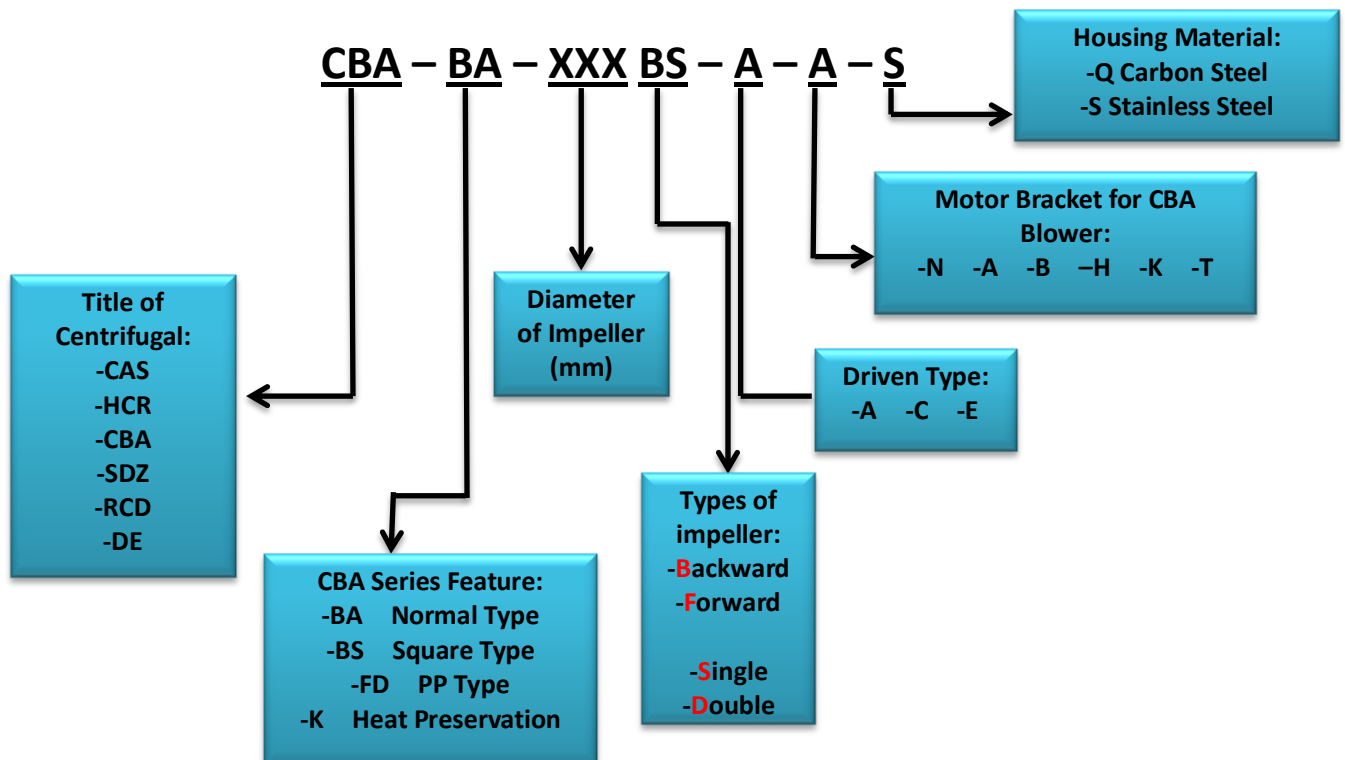 CBA – BA – XXX BS – A – A – S
Housing Material:
-Q Carbon Steel
-S Stainless Steel
Motor Bracket for CBA
Blower:
-N -A -B –H -K -T
Title of
Centrifugal:
-CAS
-HCR
-CBA
-SDZ
-RCD
-DE
Diameter
of Impeller
(mm)
Driven Type:
-A -C -E
Types of
impeller:
-Backward
-Forward
-Single
-Double
CBA Series Feature:
-BA Normal Type
-BS Square Type
-FD PP Type
-K Heat Preservation